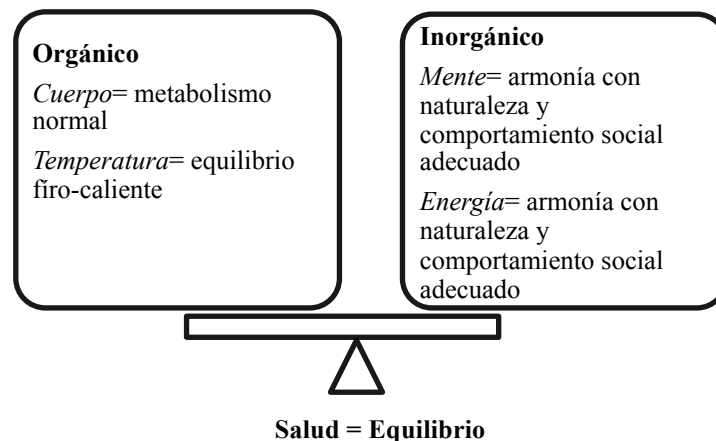 Orgánico
Cuerpo= metabolismo
normal
Temperatura= equilibrio
fíro-caliente
Inorgánico
Mente= armonía con
naturaleza y
comportamiento social
adecuado
Energía= armonía con
naturaleza y
comportamiento social
adecuado
Salud = Equilibrio